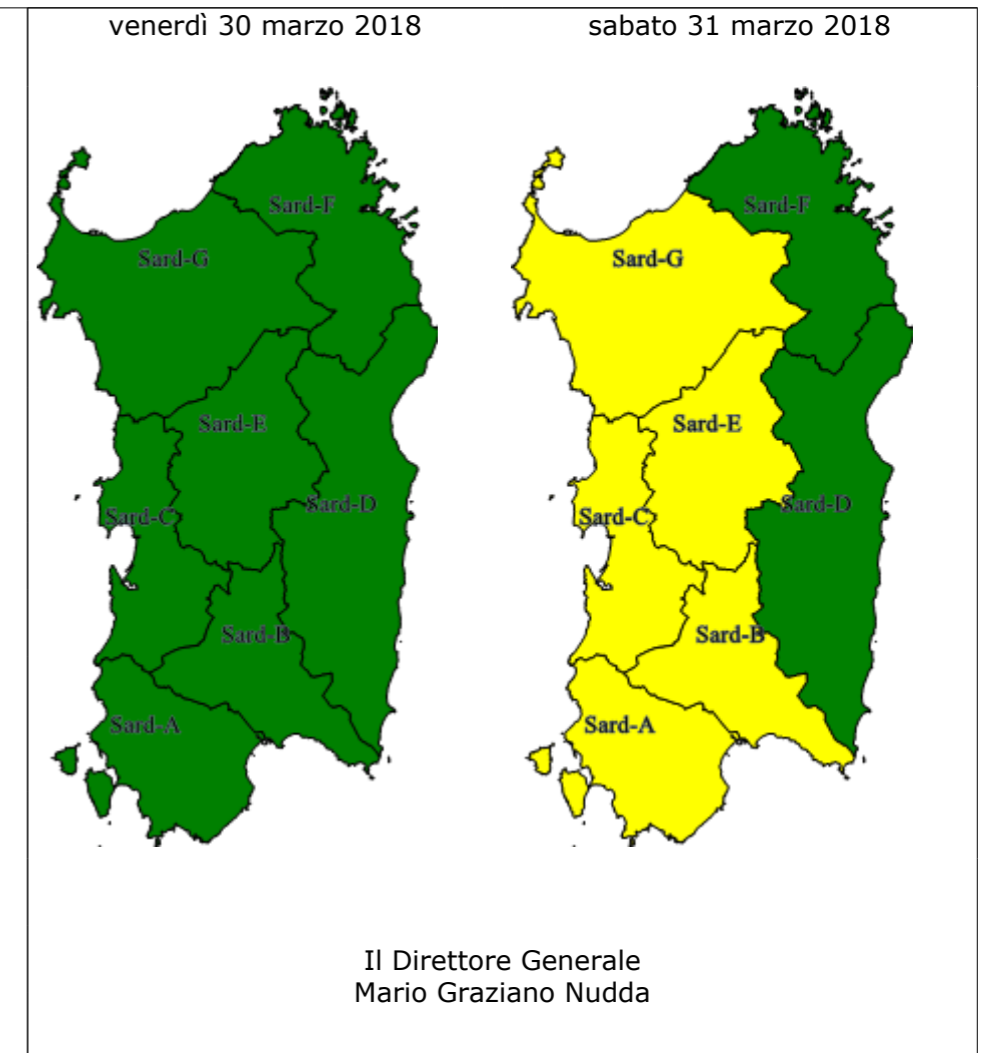 venerdì 30 marzo 2018
sabato 31 marzo 2018
Sard-F
Sard-G
Sard-E
Sard-D
Sard-C
Sard-B
Sard-A
Sard-F
Sard-G
Sard-E
Sard-D
Sard-C
Sard-B
Sard-A
Il Direttore Generale
Mario Graziano Nudda